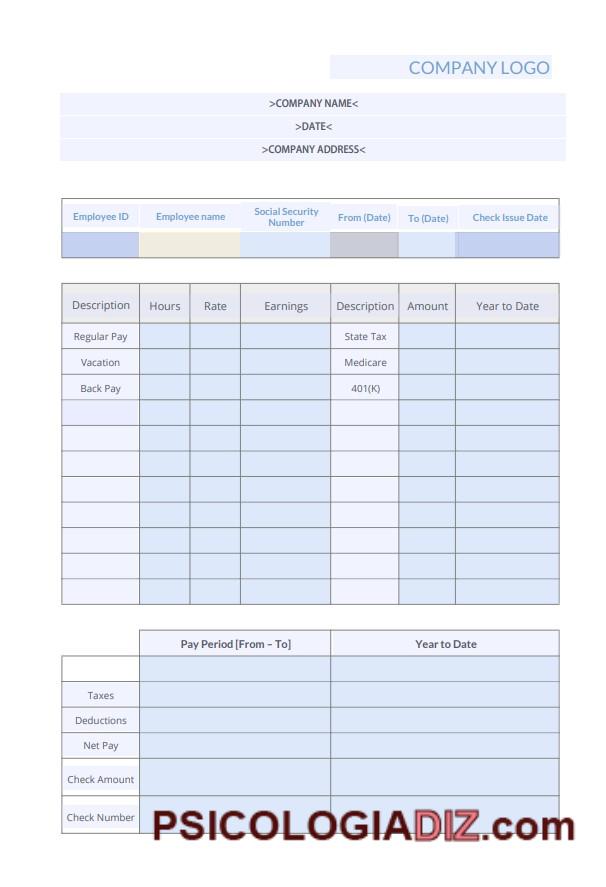 COMPANY LOGO
>COMPANY NAME<
>DATE<
>COMPANY ADDRESS<
Employee ID Employee name Social Security Number From (Date) To (Date) Check Issue Date
Description Hours Rate Earnings Description Amount Year to Date
Regular Pay State Tax
Vacation Medicare
Back Pay 401(K)
Pay Period [From – To] Year to Date
Taxes
Deductions
Net Pay
Check Amount
Check Number
PSICOLOGIADIZ.com